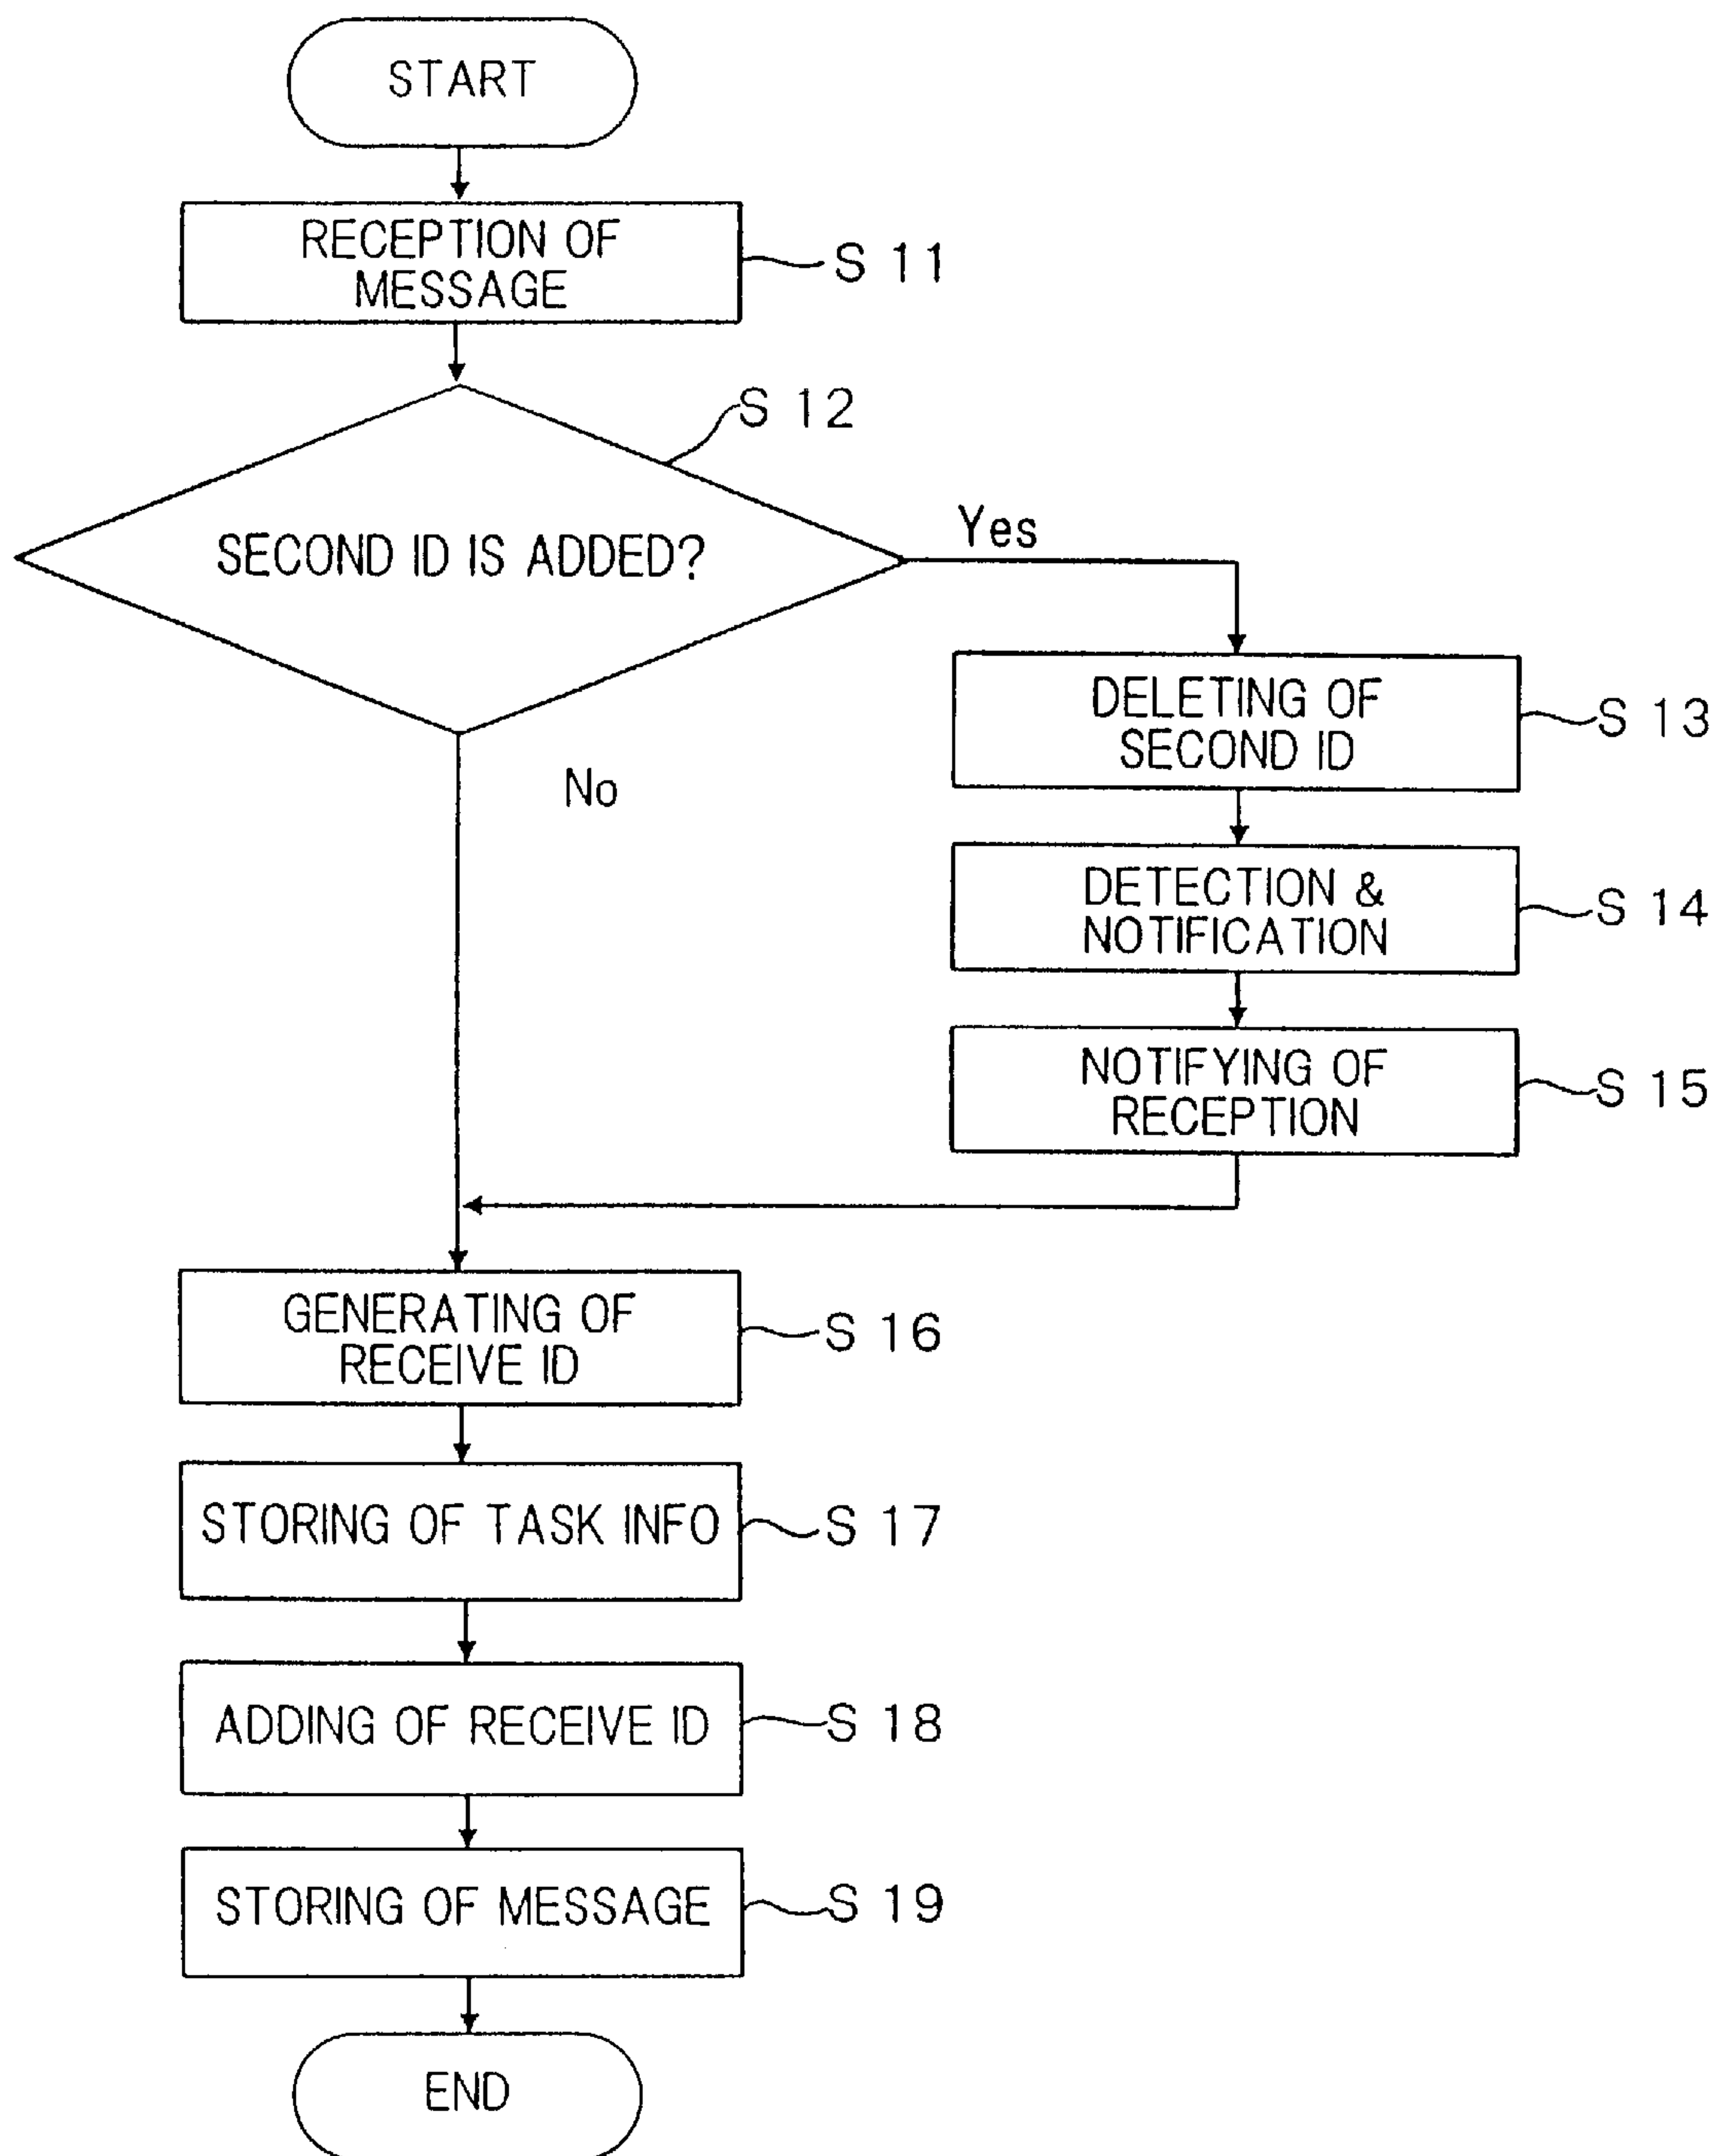 START
RECEPTION OF
MESSAGE
S 11
S 12
SECOND ID IS ADDED?
Yes
No
DELETING OF
SECOND ID
S 13
DETECTION &
NOTIFICATION
S 14
NOTIFYING OF
RECEPTION
S 15
GENERATING OF
RECEIVE ID
S 16
STORING OF TASK INFO
S 17
ADDING OF RECEIVE ID
S 18
STORING OF MESSAGE
S 19
END